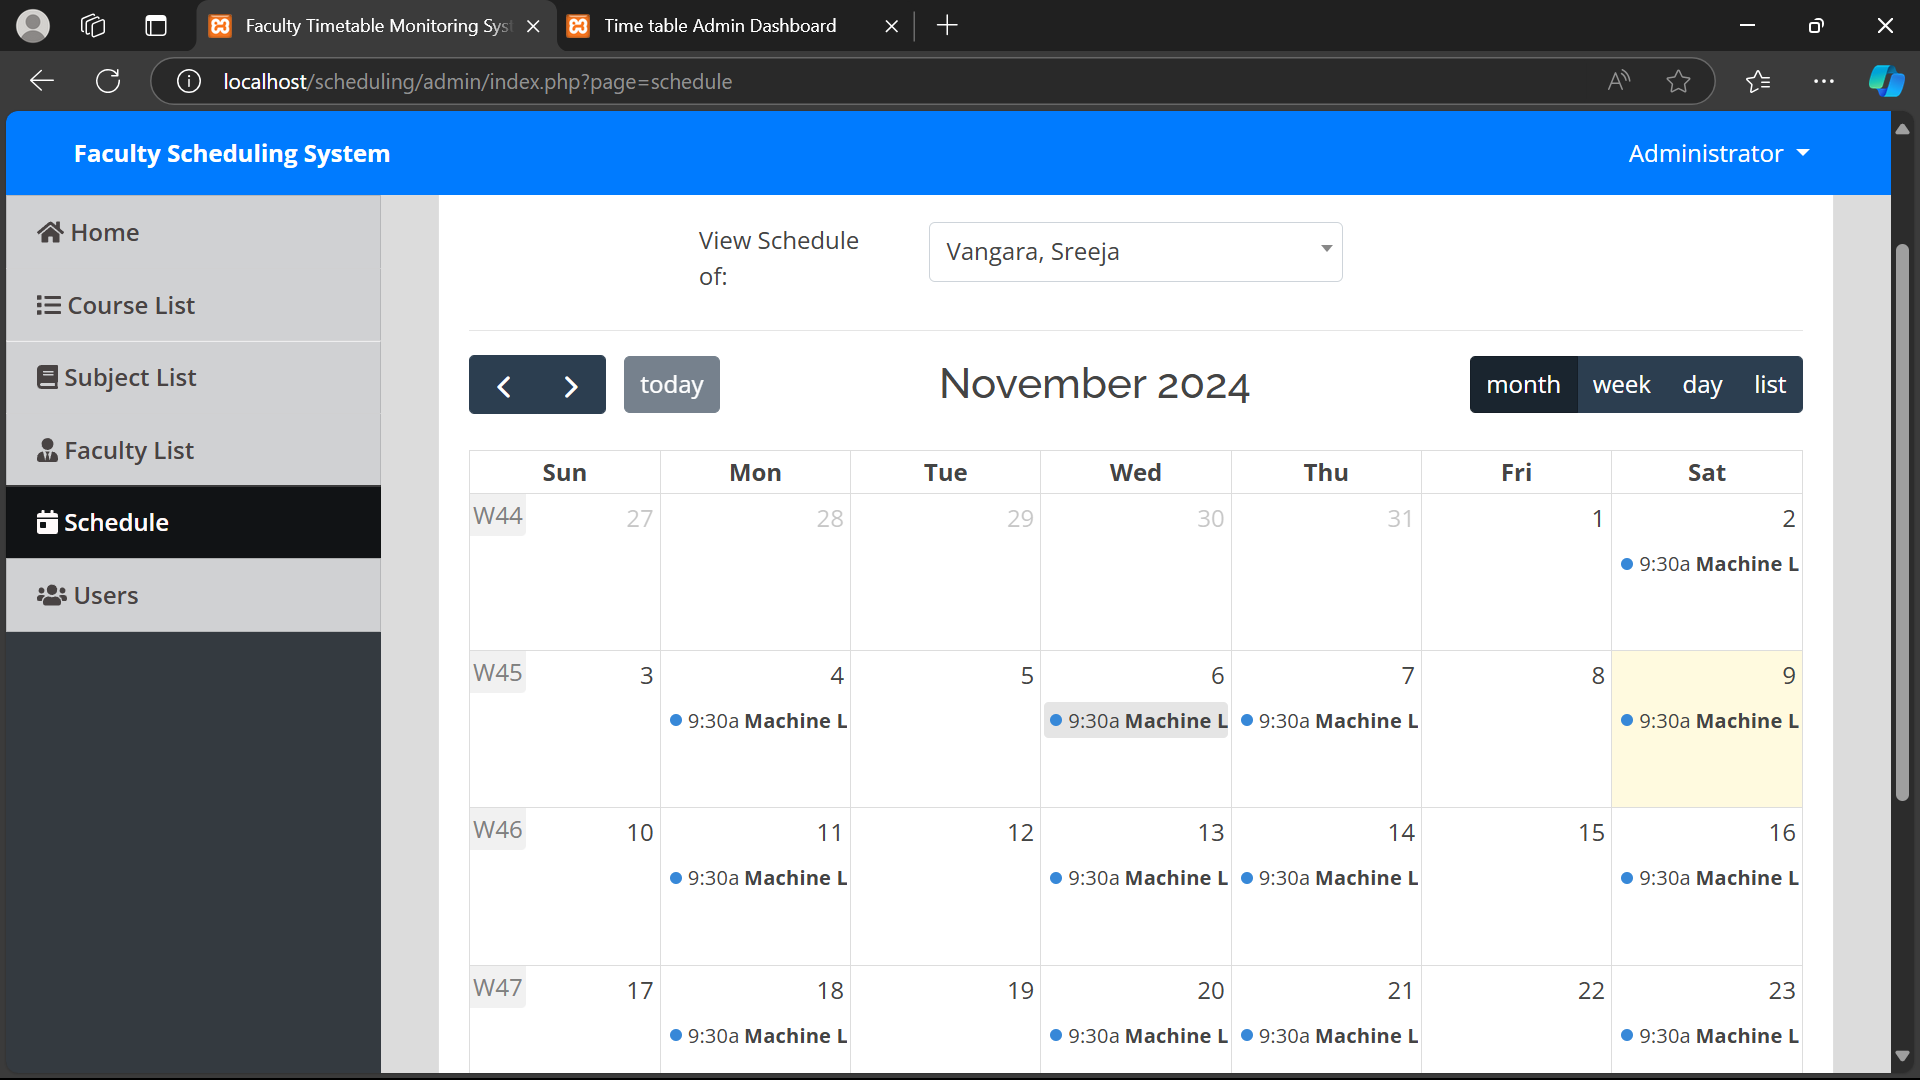 Faculty Timetable Monitoring Syst
Time table Admin Dashboard
localhost/scheduling/admin/index.php?page=schedule
Faculty Scheduling System
Administrator
Home
Course List
Subject List
Faculty List
Schedule
Users
View Schedule
of:
Vangara, Sreeja
today
November 2024
month week day list
Sun Mon Tue Wed Thu Fri Sat
W44 27 28 29 30 31 1 2
9:30a Machine L
W45 3 4 5 6 7 8 9
9:30a Machine L 9:30a Machine L 9:30a Machine L 9:30a Machine L
W46 10 11 12 13 14 15 16
9:30a Machine L 9:30a Machine L 9:30a Machine L 9:30a Machine L
W47 17 18 19 20 21 22 23
9:30a Machine L 9:30a Machine L 9:30a Machine L 9:30a Machine L